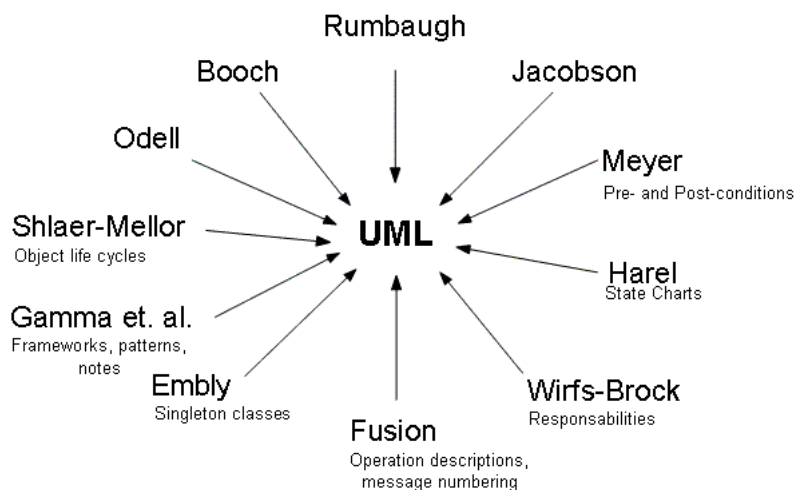 Rumbaugh
Booch
Jacobson
Odell
Meyer
Pre- and Post-conditions
Shlaer-Mellor
Object life cycles
UML
Harel
State Charts
Gamma et. al.
Frameworks, patterns,
notes
Embly
Singleton classes
Wirfs-Brock
Responsabilities
Fusion
Operation descriptions,
message numbering